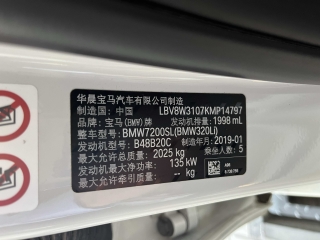 华晨宝马汽车有限公司制造
制造国：中国 LBV8W3107KMP14797
品牌：宝马(BMW)牌 发动机排量：1998 mL
整车型号：BMW7200SL(BMW320Li)
发动机型号：B48B20C 制造年月：2019-01
最大允许总质量：2025 kg 乘坐人数：5
发动机最大净功率：135 kW
最大允许牵引质量：-- kg